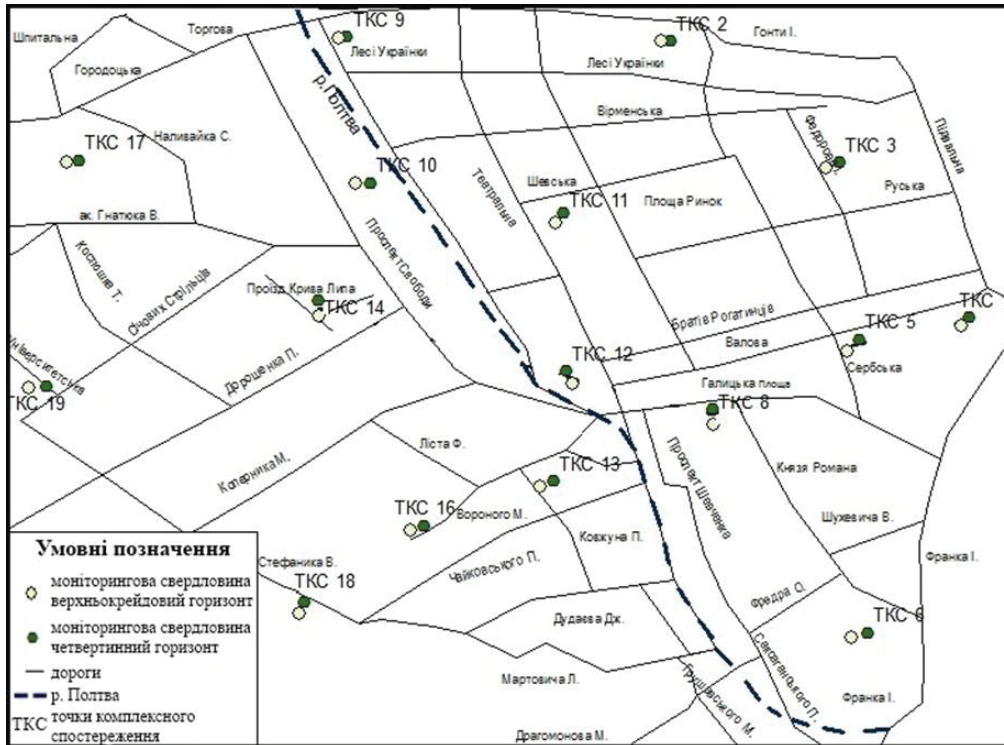 ТКС 9
ТКС 2
Шпитальна
Торгова
Гонти І.
Лесі Українки
Лесі Українки
Городоцька
р. Полтва
Вірменська
Підвальна
Наливайка С.
ТКС 17
ТКС 10
ТКС 3
Театральна
Шевська
Площа Ринок
Руська
ТКС 11
ак. Гнатюка В.
Проспект Свободи
Костюшка Т.
Січових Стрільців
Проїзд Крива Липа
ТКС 14
Братів Рогатинців
ТКС
Валова
ТКС 5
Сербська
ТКС 12
Дорошенка П.
Галицька площа
ТКС 8
ТКС 19
Ліста Ф.
Коперника М.
ТКС 13
Проспект Шевченка
Князя Романа
ТКС 16
Вороного М.
Шухевича В.
Ковжуна П.
Франка І.
Стефаника В.
Чайковського П.
ТКС 18
Фредра О.
ТКС 6
Дудаєва Дж.
Саксаганського П.
Мартовича Л.
Грушевського М.
Франка І.
Драгоманова М.
Умовні позначення
моніторингова свердловина
верхньокрейдовий горизонт
моніторингова свердловина
четвертинний горизонт
дороги
р. Полтва
ТКС точки комплексного
спостереження